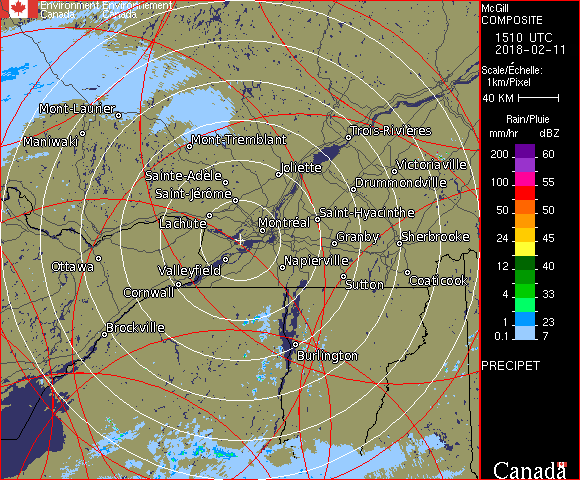 Environment Environnement
Canada Canada
McGill
COMPOSITE
1510 UTC
2018-02-11
Scale/Échelle:
1km/Pixel
40 KM
Rain/Pluie
mm/hr dBZ
200 60
150 55
100 55
50 50
24 45
12 40
4 33
1 23
0.1 7
PRECIPET
Canada
Mont-Laurier
Maniwaki
Mont-Tremblant
Trois-Rivières
Sainte-Adèle
Joliette
Victoriaville
Saint-Jérôme
Drummondville
Lachute
Montréal
Saint-Hyacinthe
Granby
Sherbrooke
Ottawa
Valleyfield
Napierville
Cornwall
Sutton
Coaticook
Brockville
Burlington